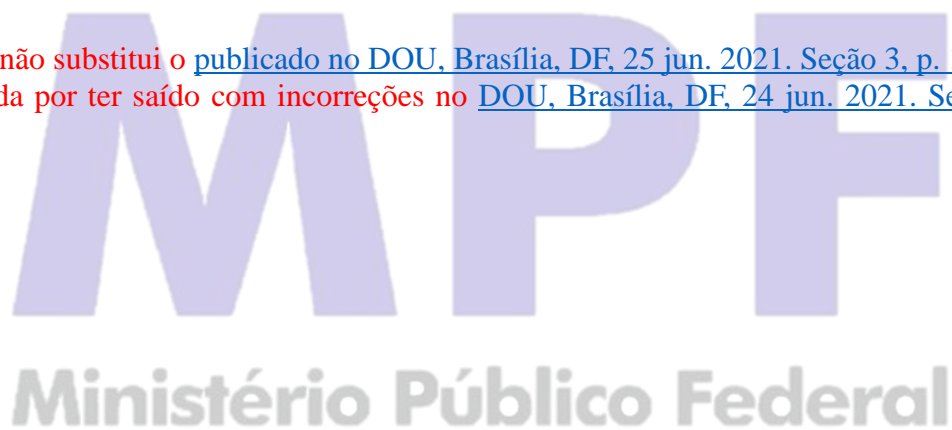 não substitui o publicado no DOU, Brasília, DF, 25 jun. 2021. Seção 3, p.
da por ter saído com incorreções no DOU, Brasília, DF, 24 jun. 2021. Se
MPF
Ministério Público Federal